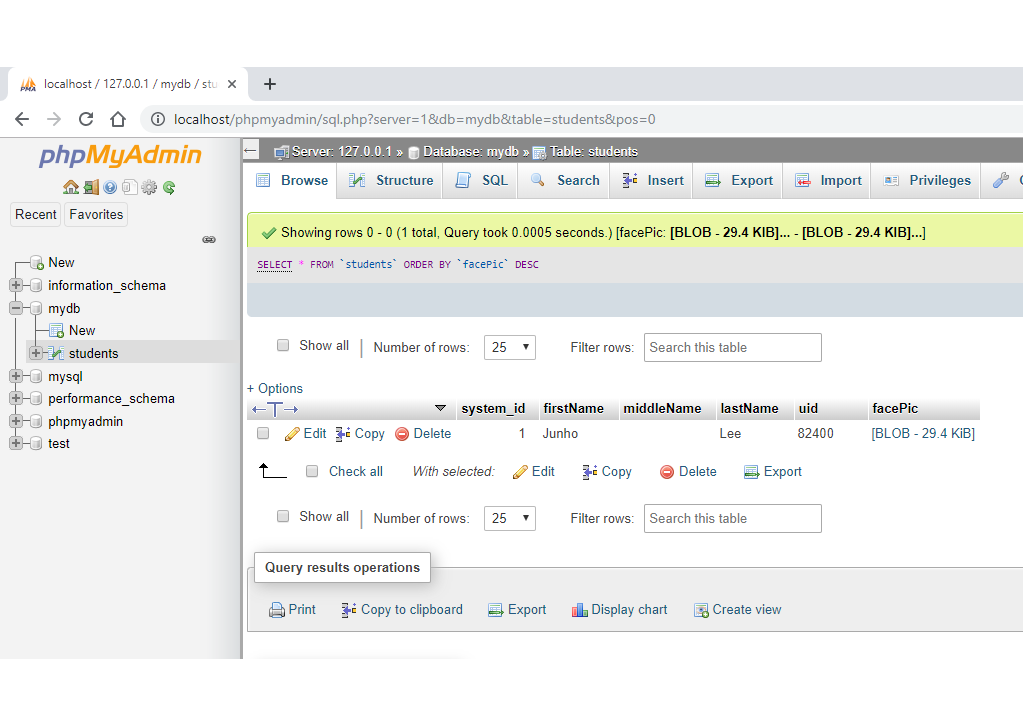 PMA localhost / 127.0.0.1 / mydb / stu
localhost/phpmyadmin/sql.php?server=1&db=mydb&table=students&pos=0
phpMyAdmin
Recent Favorites
New
information_schema
mydb
New
students
mysql
performance_schema
phpmyadmin
test
Server: 127.0.0.1 » Database: mydb » Table: students
Browse Structure SQL Search Insert Export Import Privileges
Showing rows 0 - 0 (1 total, Query took 0.0005 seconds.) [facePic: [BLOB - 29.4 KIB]... - [BLOB - 29.4 KIB]...]
SELECT * FROM `students` ORDER BY `facePic` DESC
Show all | Number of rows: 25 Filter rows: Search this table
+ Options
system_id firstName middleName lastName uid facePic
Edit Copy Delete 1 Junho Lee 82400 [BLOB - 29.4 KiB]
Check all With selected: Edit Copy Delete Export
Show all | Number of rows: 25 Filter rows: Search this table
Query results operations
Print Copy to clipboard Export Display chart Create view